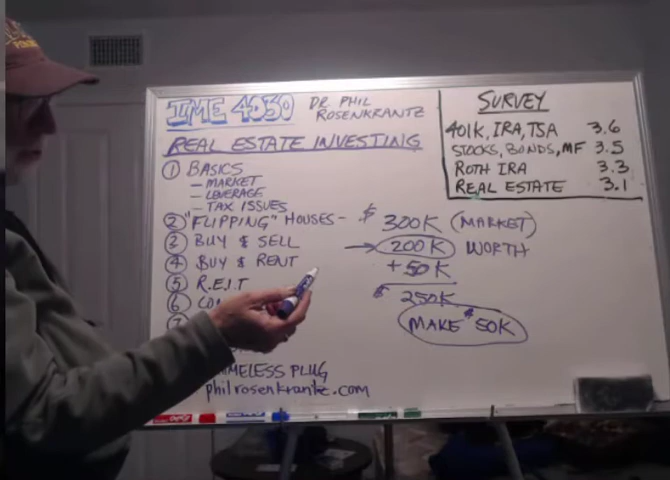 IME 4030 DR PHIL ROSENKRANTZ
REAL ESTATE INVESTING
① BASICS
– MARKET
– LEVERAGE
– TAX ISSUES
② "FLIPPING" HOUSES –
③ BUY & SELL
④ BUY & RENT
⑤ R.E.I.T
⑥
⑦
PLUG
philrosenkrantz.com
$ 300K (MARKET)
→ 200K WORTH
+50K
$ 250K
MAKE $50K
SURVEY
401K, IRA, TSA 3.6
STOCKS, BONDS, MF 3.5
ROTH IRA 3.3
REAL ESTATE 3.1